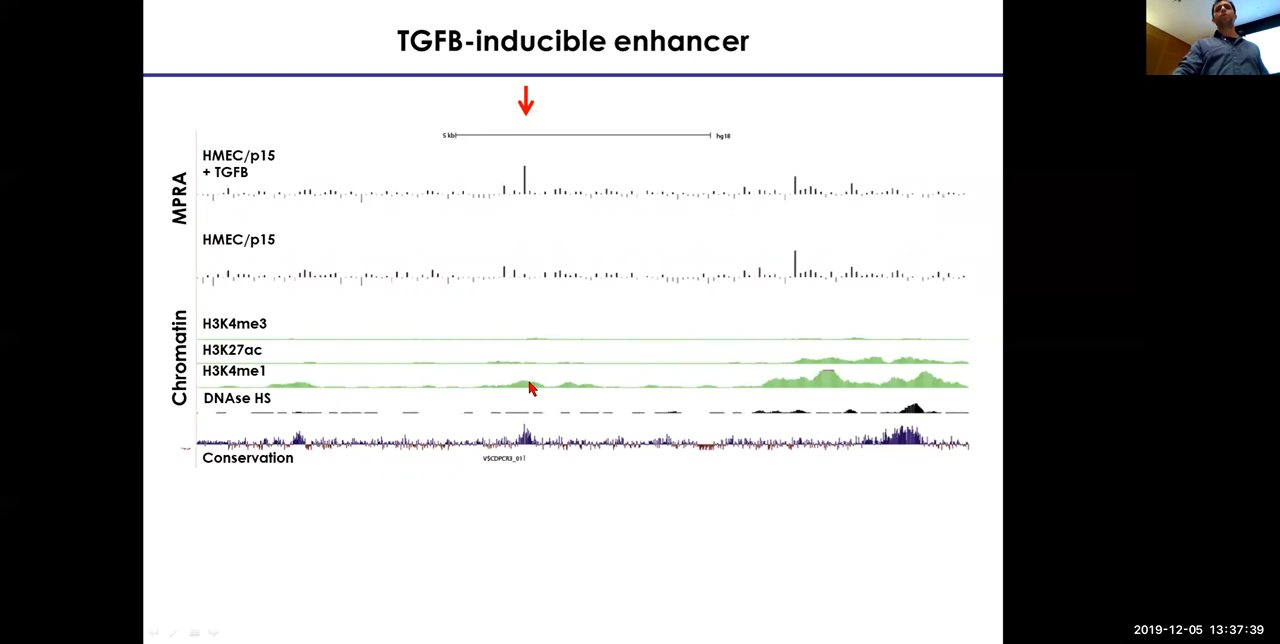 TGFB-inducible enhancer
5 kb
hg18
MPRA
HMEC/p15
+ TGFB
HMEC/p15
Chromatin
H3K4me3
H3K27ac
H3K4me1
DNAse HS
Conservation
V$CDPCR3_01
2019-12-05 13:37:39